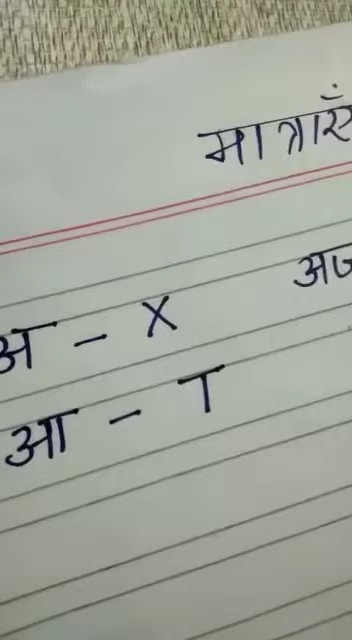 मात्राएँ
अ - X
आ - ा